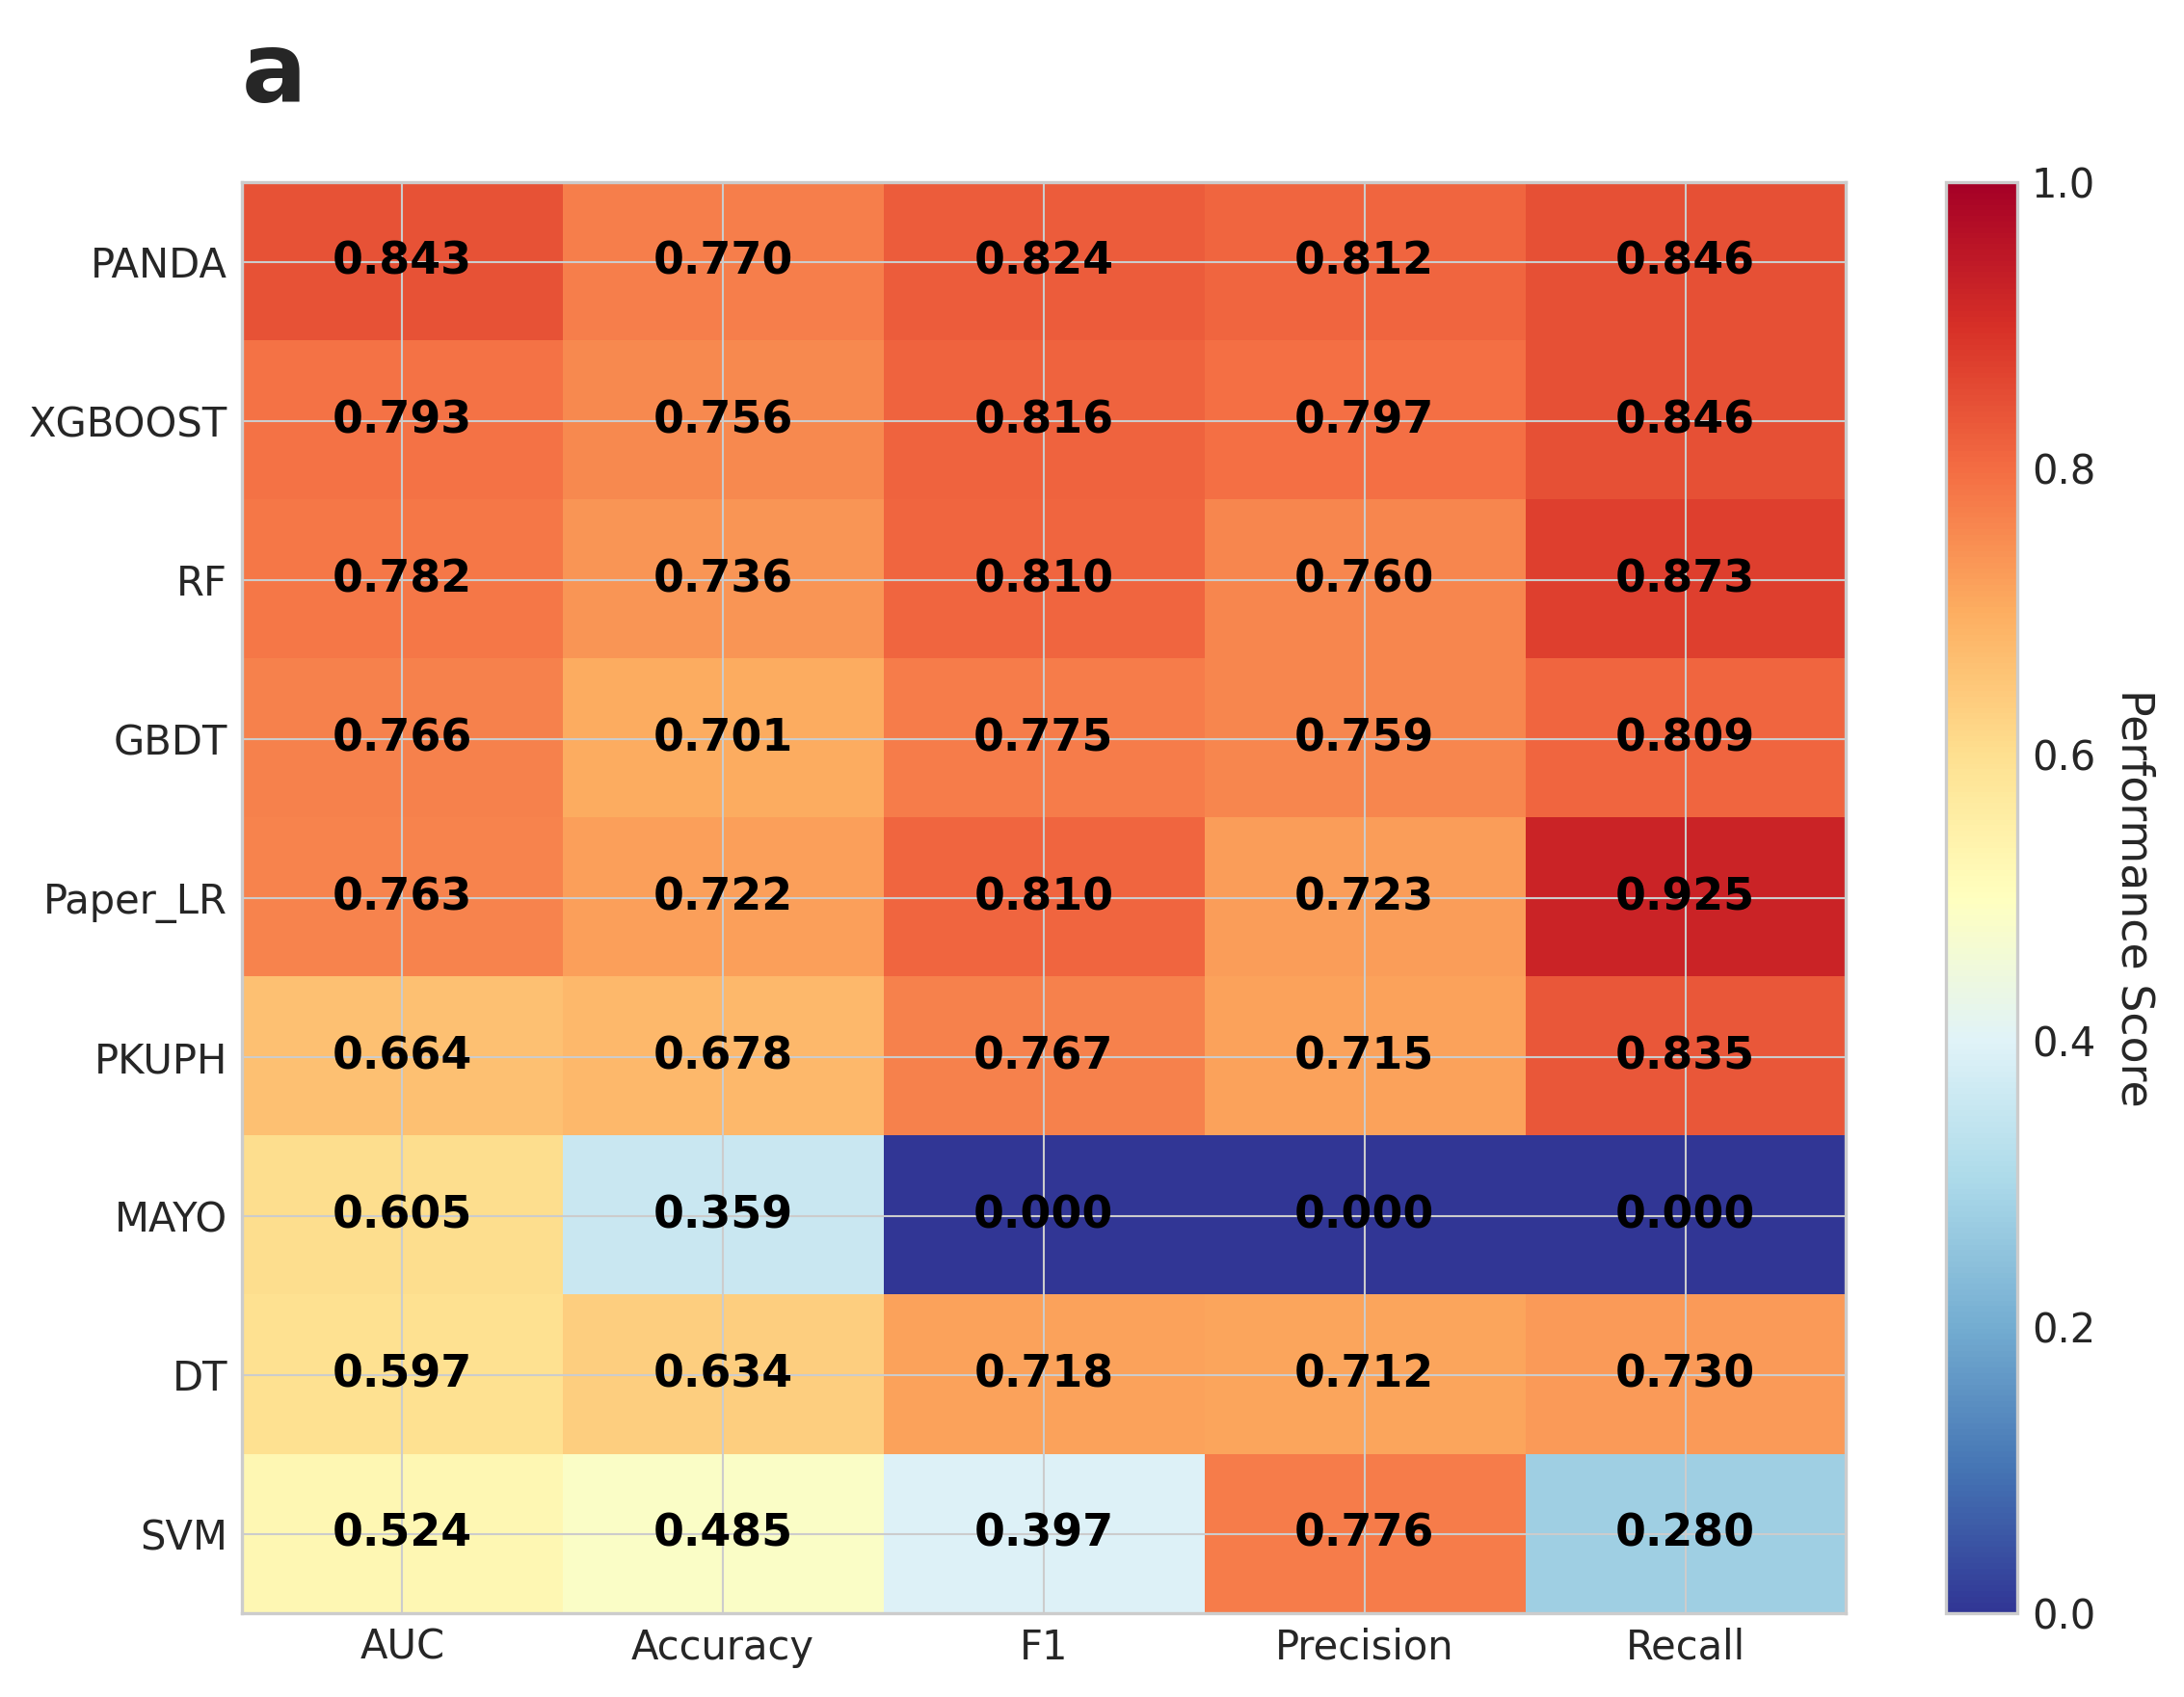 a
PANDA 0.843 0.770 0.824 0.812 0.846
XGBOOST 0.793 0.756 0.816 0.797 0.846
RF 0.782 0.736 0.810 0.760 0.873
GBDT 0.766 0.701 0.775 0.759 0.809
Paper_LR 0.763 0.722 0.810 0.723 0.925
PKUPH 0.664 0.678 0.767 0.715 0.835
MAYO 0.605 0.359 0.000 0.000 0.000
DT 0.597 0.634 0.718 0.712 0.730
SVM 0.524 0.485 0.397 0.776 0.280
AUC Accuracy F1 Precision Recall
1.0
0.8
0.6
0.4
0.2
0.0
Performance Score